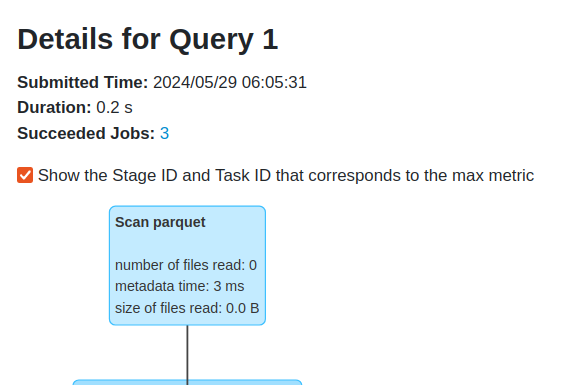 Details for Query 1
Submitted Time: 2024/05/29 06:05:31
Duration: 0.2 s
Succeeded Jobs: 3
Show the Stage ID and Task ID that corresponds to the max metric
Scan parquet
number of files read: 0
metadata time: 3 ms
size of files read: 0.0 B